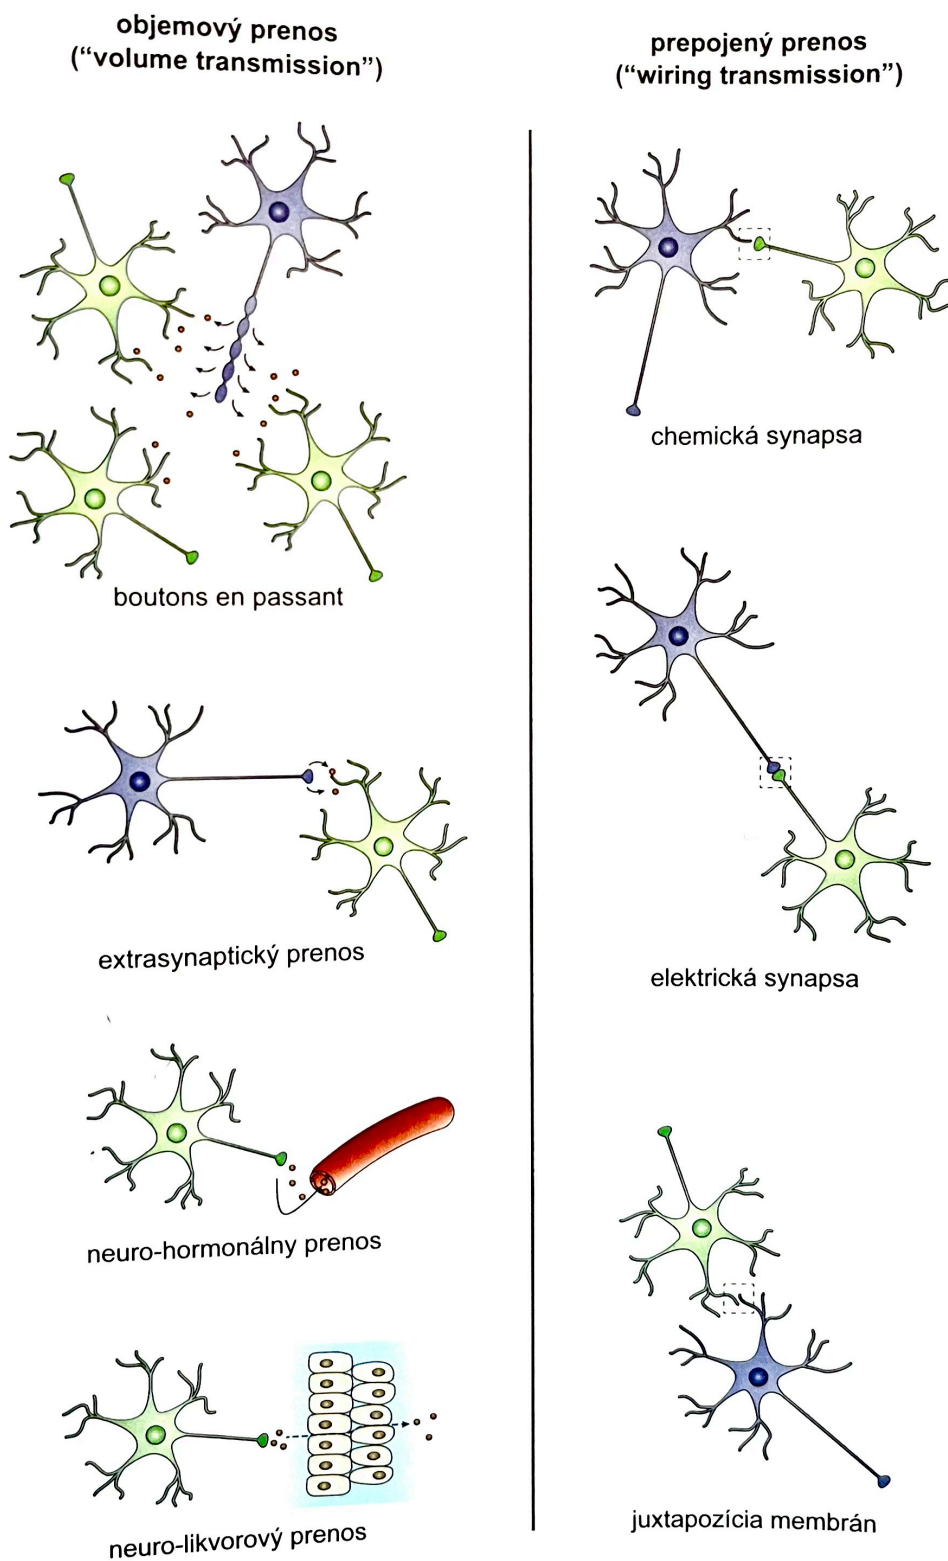 objemový prenos
(“volume transmission”)
boutons en passant
extrasynaptický prenos
neuro-hormonálny prenos
neuro-likvorový prenos
prepojený prenos
(“wiring transmission”)
chemická synapsa
elektrická synapsa
juxtapozícia membrán